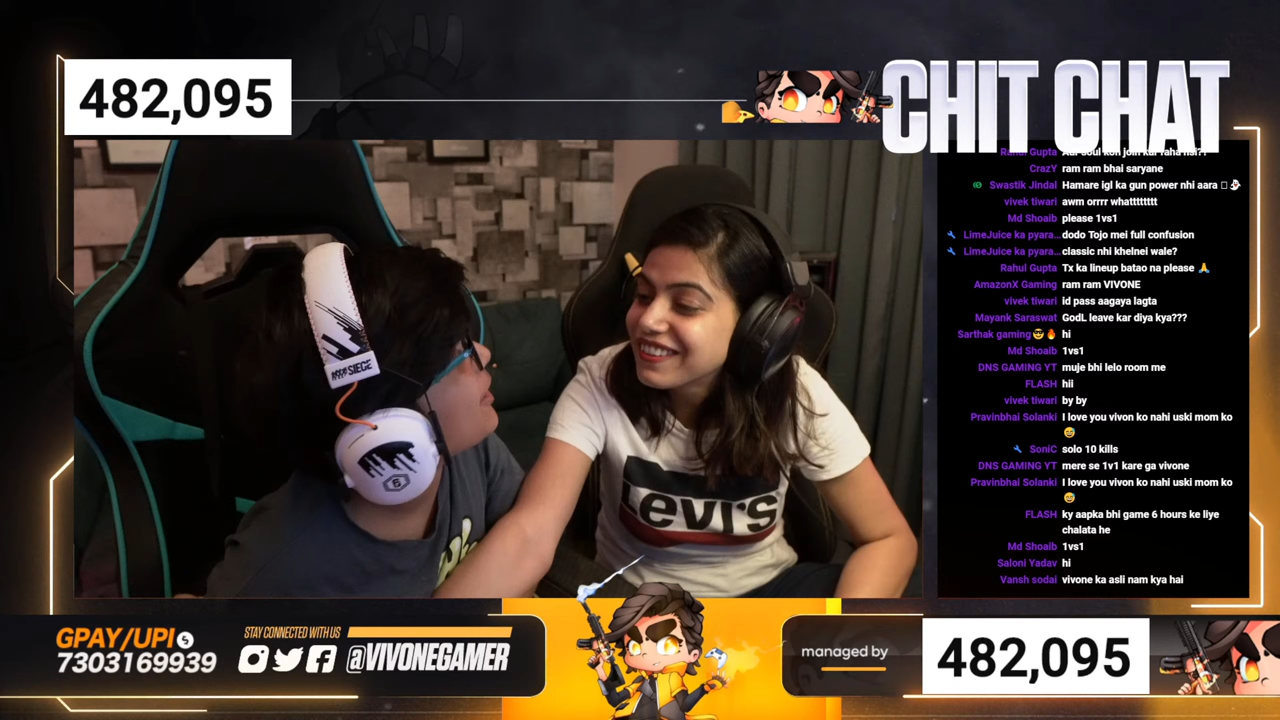 482,095
CHIT CHAT
Rahul Gupta
CrazY ram ram bhai saryane
Swastik Jindal Hamare igl ka gun power nhi aara 👻
vivek tiwari awm orrrr whatttttttt
Md Shoaib please 1vs1
LimeJuice ka pyara... dodo Tojo mei full confusion
LimeJuice ka pyara... classic nhi khelnei wale?
Rahul Gupta Tx ka lineup batao na please 🙏
AmazonX Gaming ram ram VIVONE
vivek tiwari id pass aagaya lagta
Mayank Saraswat GodL leave kar diya kya???
Sarthak gaming😎🔥 hi
Md Shoaib 1vs1
DNS GAMING YT muje bhi lelo room me
FLASH hii
vivek tiwari by by
Pravinbhai Solanki I love you vivon ko nahi uski mom ko
😅
SoniC solo 10 kills
DNS GAMING YT mere se 1v1 kare ga vivone
Pravinbhai Solanki I love you vivon ko nahi uski mom ko
😅
FLASH ky aapka bhi game 6 hours ke liye
chalata he
Md Shoaib 1vs1
Saloni Yadav hi
Vansh sodai vivone ka asli nam kya hai
SIEGE
Levi's
GPAY/UPI
7303169939
STAY CONNECTED WITH US
@VIVONEGAMER
managed by
482,095